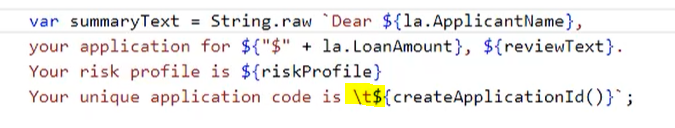 var summaryText = String.raw `Dear ${la.ApplicantName},
your application for ${"$" + la.LoanAmount}, ${reviewText}.
Your risk profile is ${riskProfile}
Your unique application code is \t${createApplicationId()}`;